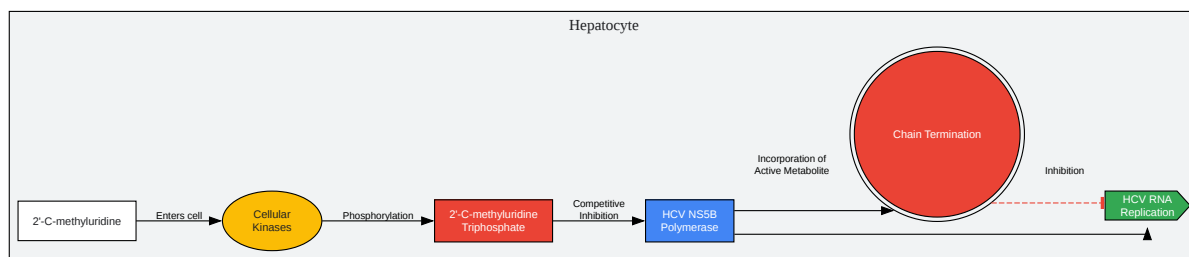 Hepatocyte
2'-C-methyluridine
Enters cell
Cellular
Kinases
Phosphorylation
2'-C-methyluridine
Triphosphate
Competitive
Inhibition
HCV NS5B
Polymerase
Incorporation of
Active Metabolite
Chain Termination
Inhibition
HCV RNA
Replication